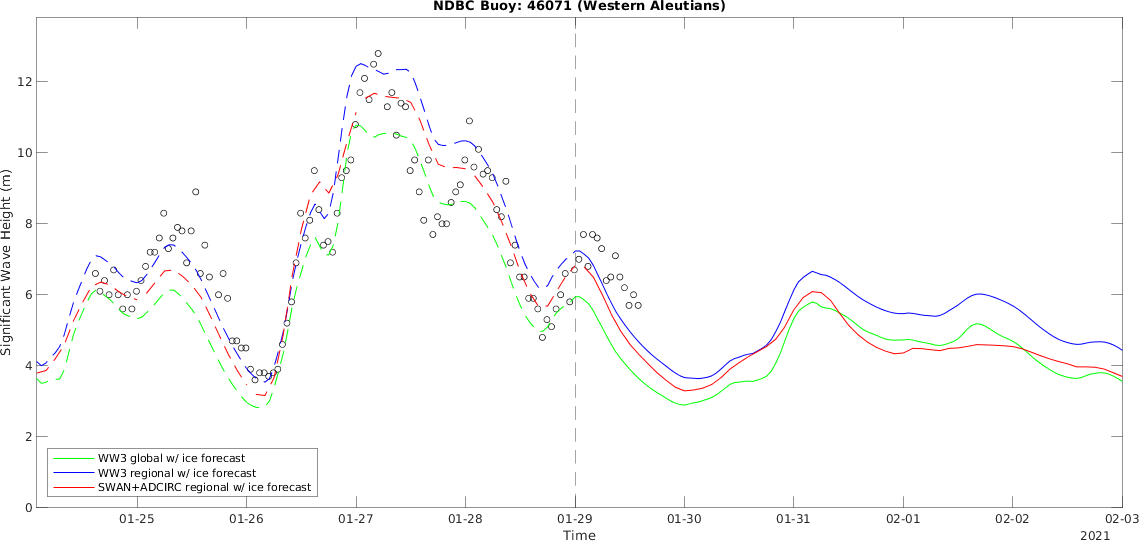 NDBC Buoy: 46071 (Western Aleutians)
Significant Wave Height (m)
12
10
8
6
4
2
0
WW3 global w/ ice forecast
WW3 regional w/ ice forecast
SWAN+ADCIRC regional w/ ice forecast
01-25 01-26 01-27 01-28 01-29 01-30 01-31 02-01 02-02 02-03
Time
2021